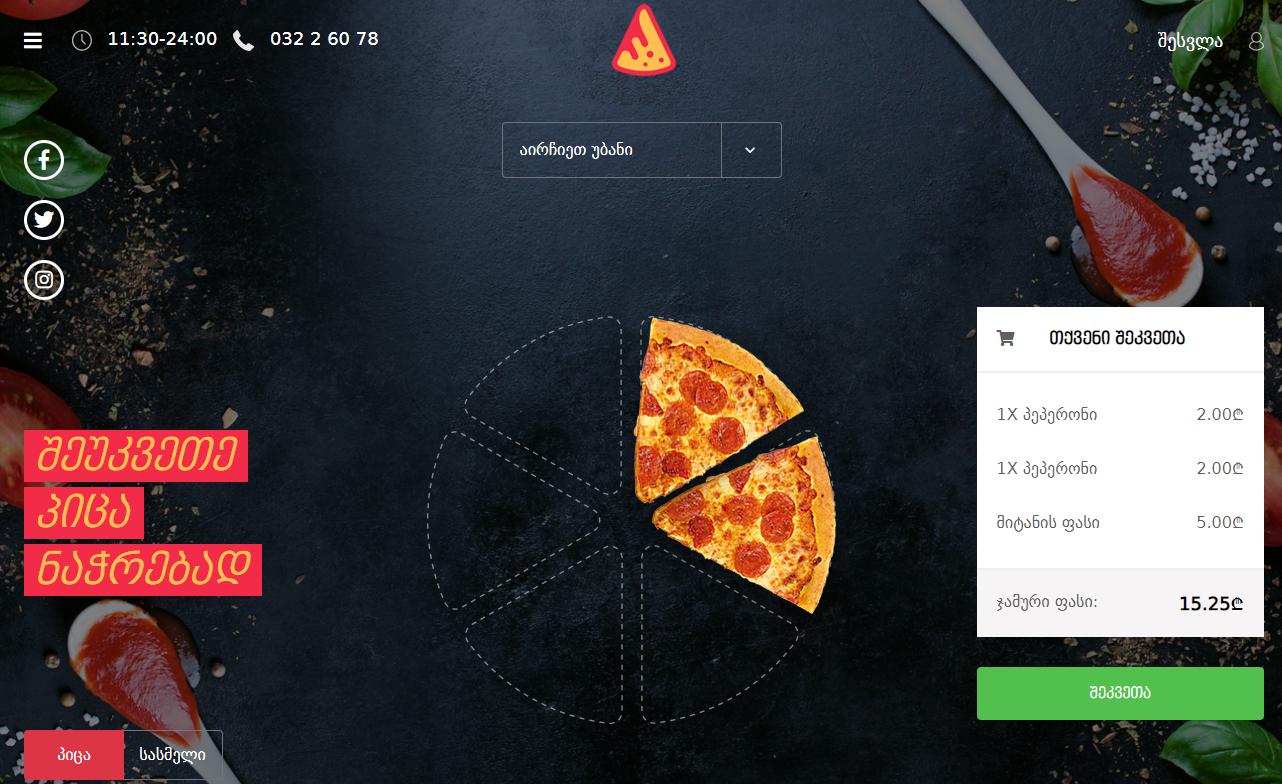 11:30-24:00
032 2 60 78
შესვლა
აირჩიეთ უბანი
თქვენი შეკვეთა
1X პეპერონი 2.00₾
1X პეპერონი 2.00₾
მიტანის ფასი 5.00₾
ჯამური ფასი: 15.25₾
შეკვეთა
შეუკვეთე
პიცა
ნაჭრებად
პიცა
სასმელი